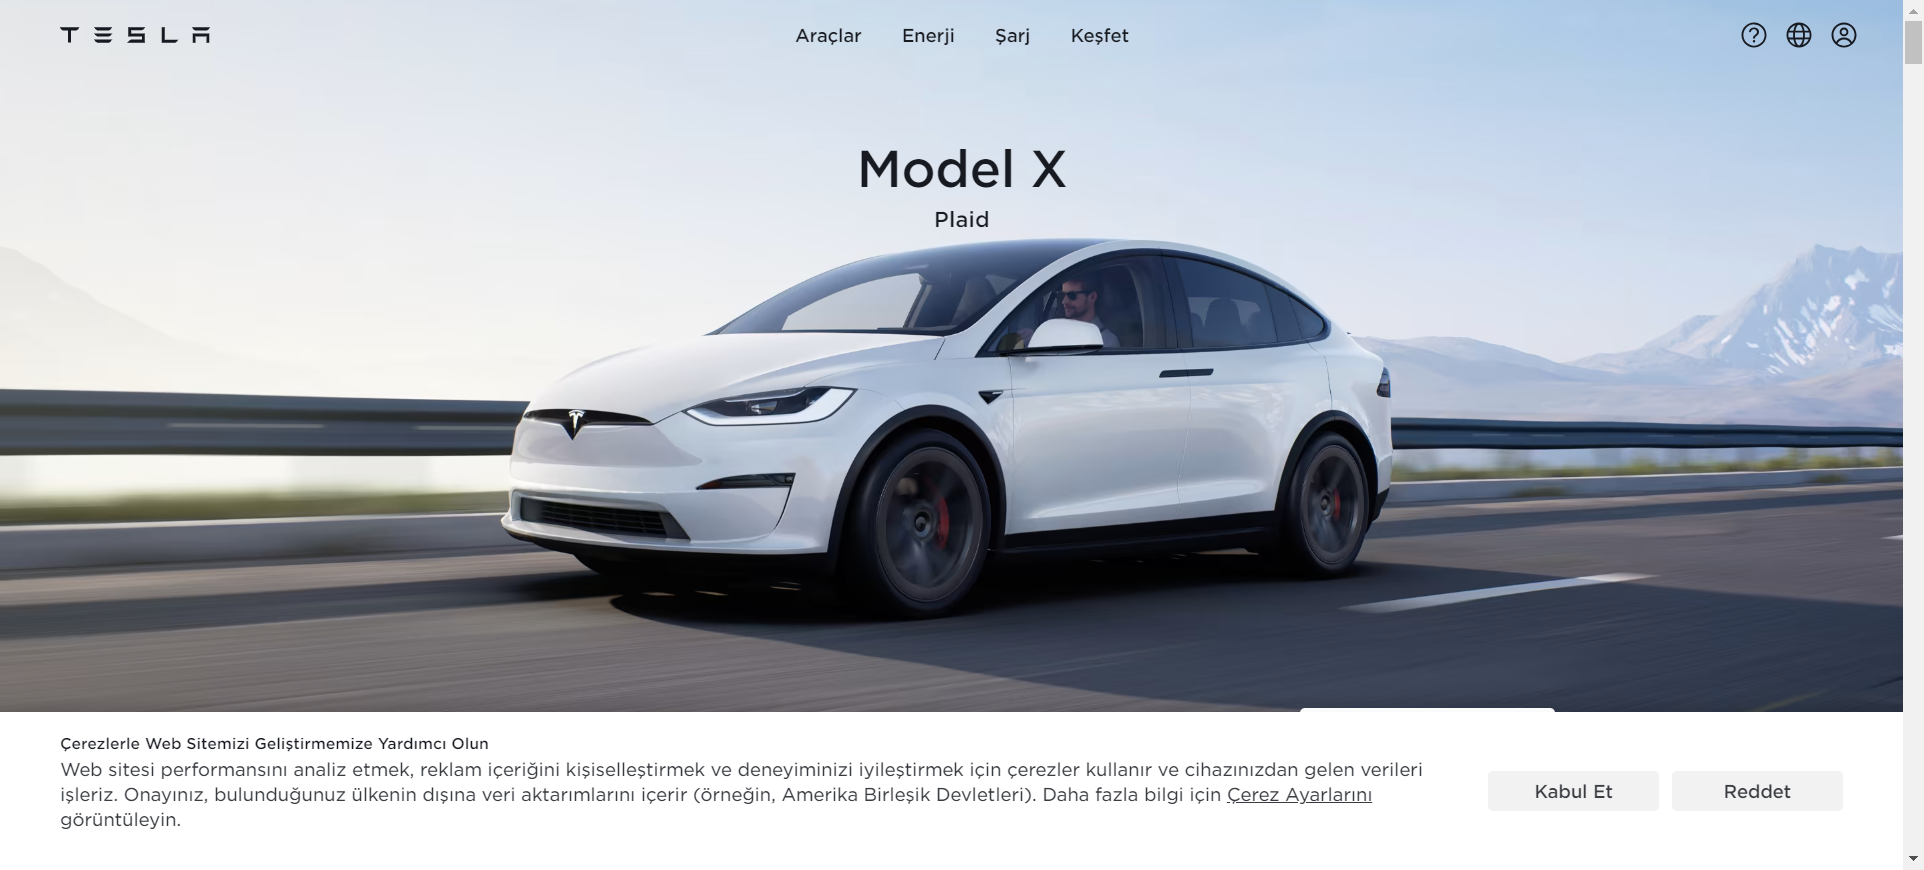 TESLA
Araçlar Enerji Şarj Keşfet
Model X
Plaid
Çerezlerle Web Sitemizi Geliştirmemize Yardımcı Olun
Web sitesi performansını analiz etmek, reklam içeriğini kişiselleştirmek ve deneyiminizi iyileştirmek için çerezler kullanır ve cihazınızdan gelen verileri
işleriz. Onayınız, bulunduğunuz ülkenin dışına veri aktarımlarını içerir (örneğin, Amerika Birleşik Devletleri). Daha fazla bilgi için Çerez Ayarlarını
görüntüleyin.
Kabul Et
Reddet